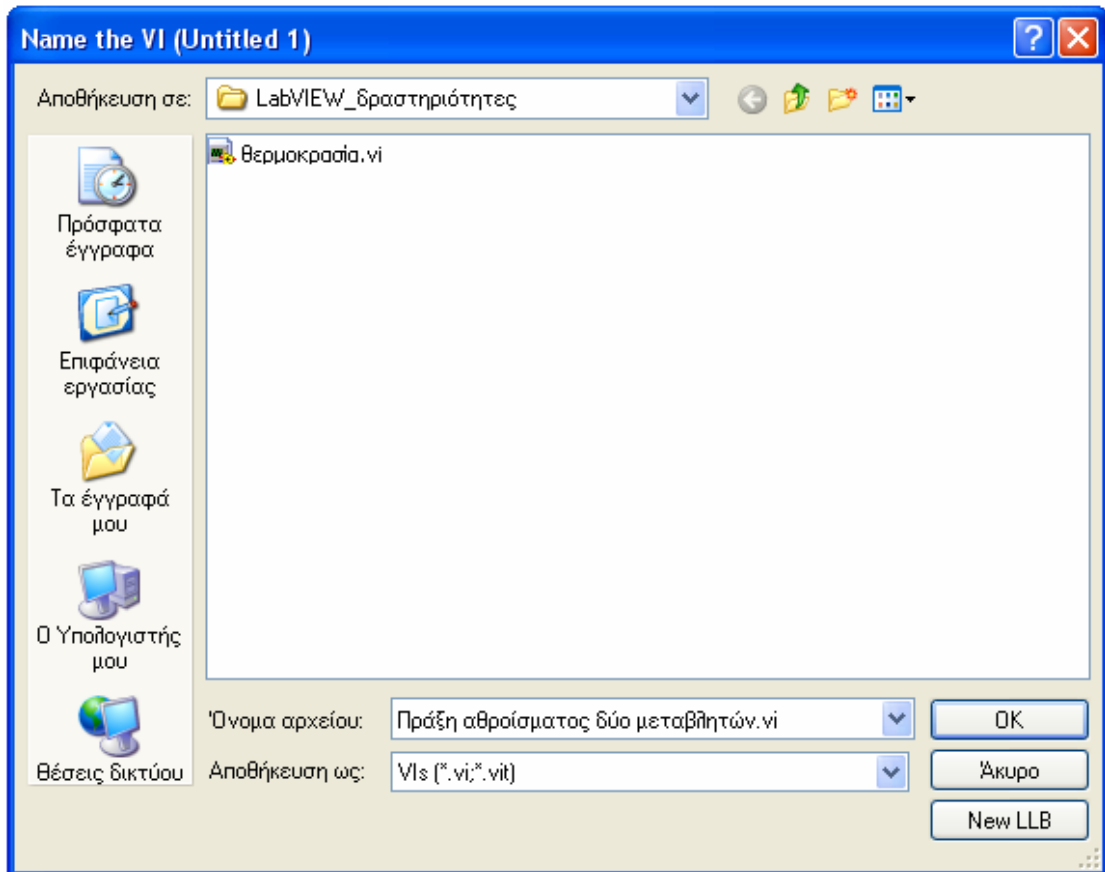 Name the VI (Untitled 1)
Αποθήκευση σε:
LabVIEW_δραστηριότητες
θερμοκρασία.vi
Πρόσφατα
έγγραφα
Επιφάνεια
εργασίας
Τα έγγραφά
μου
Ο Υπολογιστής
μου
Θέσεις δικτύου
Όνομα αρχείου:
Πράξη αθροίσματος δύο μεταβλητών.vi
OK
Αποθήκευση ως:
VIs (*.vi;*.vit)
Άκυρο
New LLB